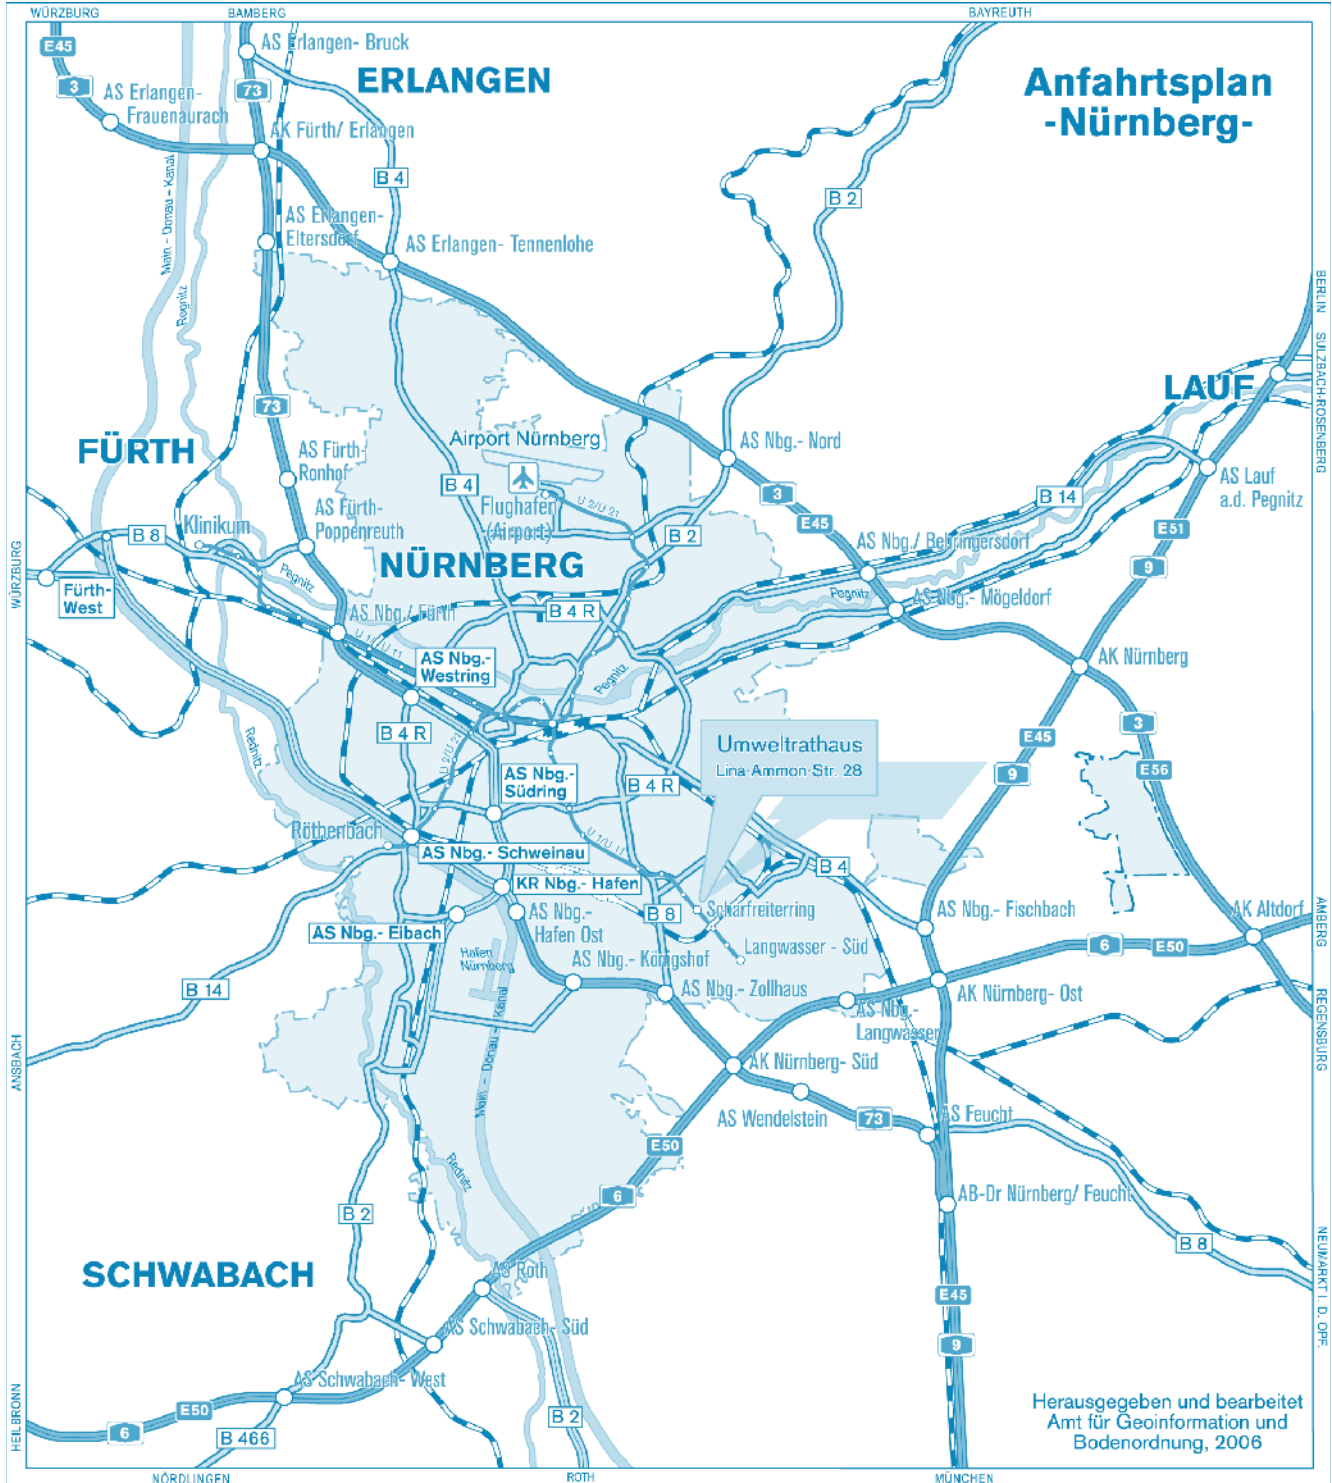 WÜRZBURG
BAMBERG
BAYREUTH
E45
AS Erlangen- Bruck
ERLANGEN
Anfahrtsplan
-Nürnberg-
3
73
AS Erlangen-
Frauenaurach
AK Fürth/ Erlangen
B 4
B 2
Main - Donau - Kanal
Regnitz
AS Erlangen-
Eltersdorf
AS Erlangen- Tennenlohe
BERLIN
SULZBACH-ROSENBERG
LAUF
73
FÜRTH
AS Fürth-
Ronhof
Airport Nürnberg
AS Nbg.- Nord
B 4
Flughafen
(Airport)
U 2/U 21
3
E45
B 14
AS Lauf
a.d. Pegnitz
E51
9
AS Fürth-
Poppenreuth
Klinikum
B 8
B 2
AS Nbg./ Behringersdorf
WÜRZBURG
NÜRNBERG
Pegnitz
Fürth-
West
Pegnitz
AS Nbg.- Mögeldorf
B 4 R
AS Nbg./ Fürth
U 1/U 11
AS Nbg.-
Westring
Pegnitz
AK Nürnberg
B 4 R
Rednitz
U 2/U 21
Umweltrathaus
Lina-Ammon-Str. 28
3
E45
9
E56
AS Nbg.-
Südring
B 4 R
Röthenbach
U 1/U 11
AS Nbg.- Schweinau
B 4
KR Nbg.- Hafen
B 8
Scharfreiterring
AS Nbg.- Fischbach
AK Altdorf
AMBERG
AS Nbg.-
Hafen Ost
AS Nbg.- Eibach
Hafen
Nürnberg
AS Nbg.- Königshof
Langwasser - Süd
6
E50
B 14
AS Nbg.- Zollhaus
AK Nürnberg- Ost
AS Nbg.-
Langwasser
REGENSBURG
ANSBACH
Main - Donau - Kanal
AK Nürnberg- Süd
AS Wendelstein
73
AS Feucht
E50
Rednitz
6
AB-Dr Nürnberg/ Feucht
B 2
B 8
NEUMARKT I. D. OPF.
SCHWABACH
AS Roth
E45
AS Schwabach- Süd
9
AS Schwabach- West
HEILBRONN
E50
6
B 466
B 2
Herausgegeben und bearbeitet
Amt für Geoinformation und
Bodenordnung, 2006
NÖRDLINGEN
ROTH
MÜNCHEN